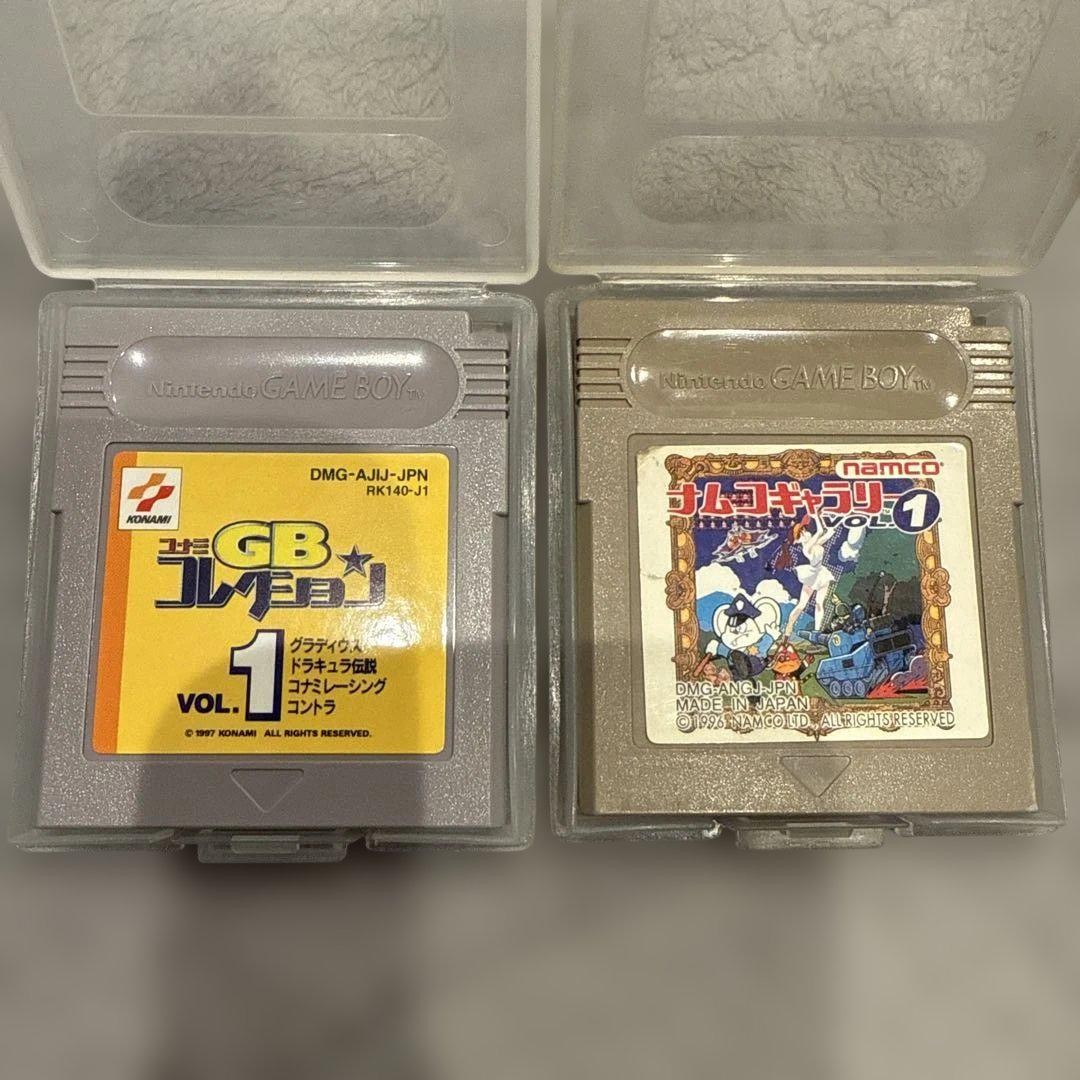 Nintendo GAME BOY TM
DMG-AJIJ-JPN
RK140-J1
KONAMI
コナミ GB
コレクション
VOL. 1
グラディウス
ドラキュラ伝説
コナミレーシング
コントラ
© 1997 KONAMI ALL RIGHTS RESERVED.
Nintendo GAME BOY TM
namco
ナムコギャラリー
VOL. 1
DMG-ANGJ-JPN
MADE IN JAPAN
© 1996 NAMCO LTD. ALL RIGHTS RESERVED